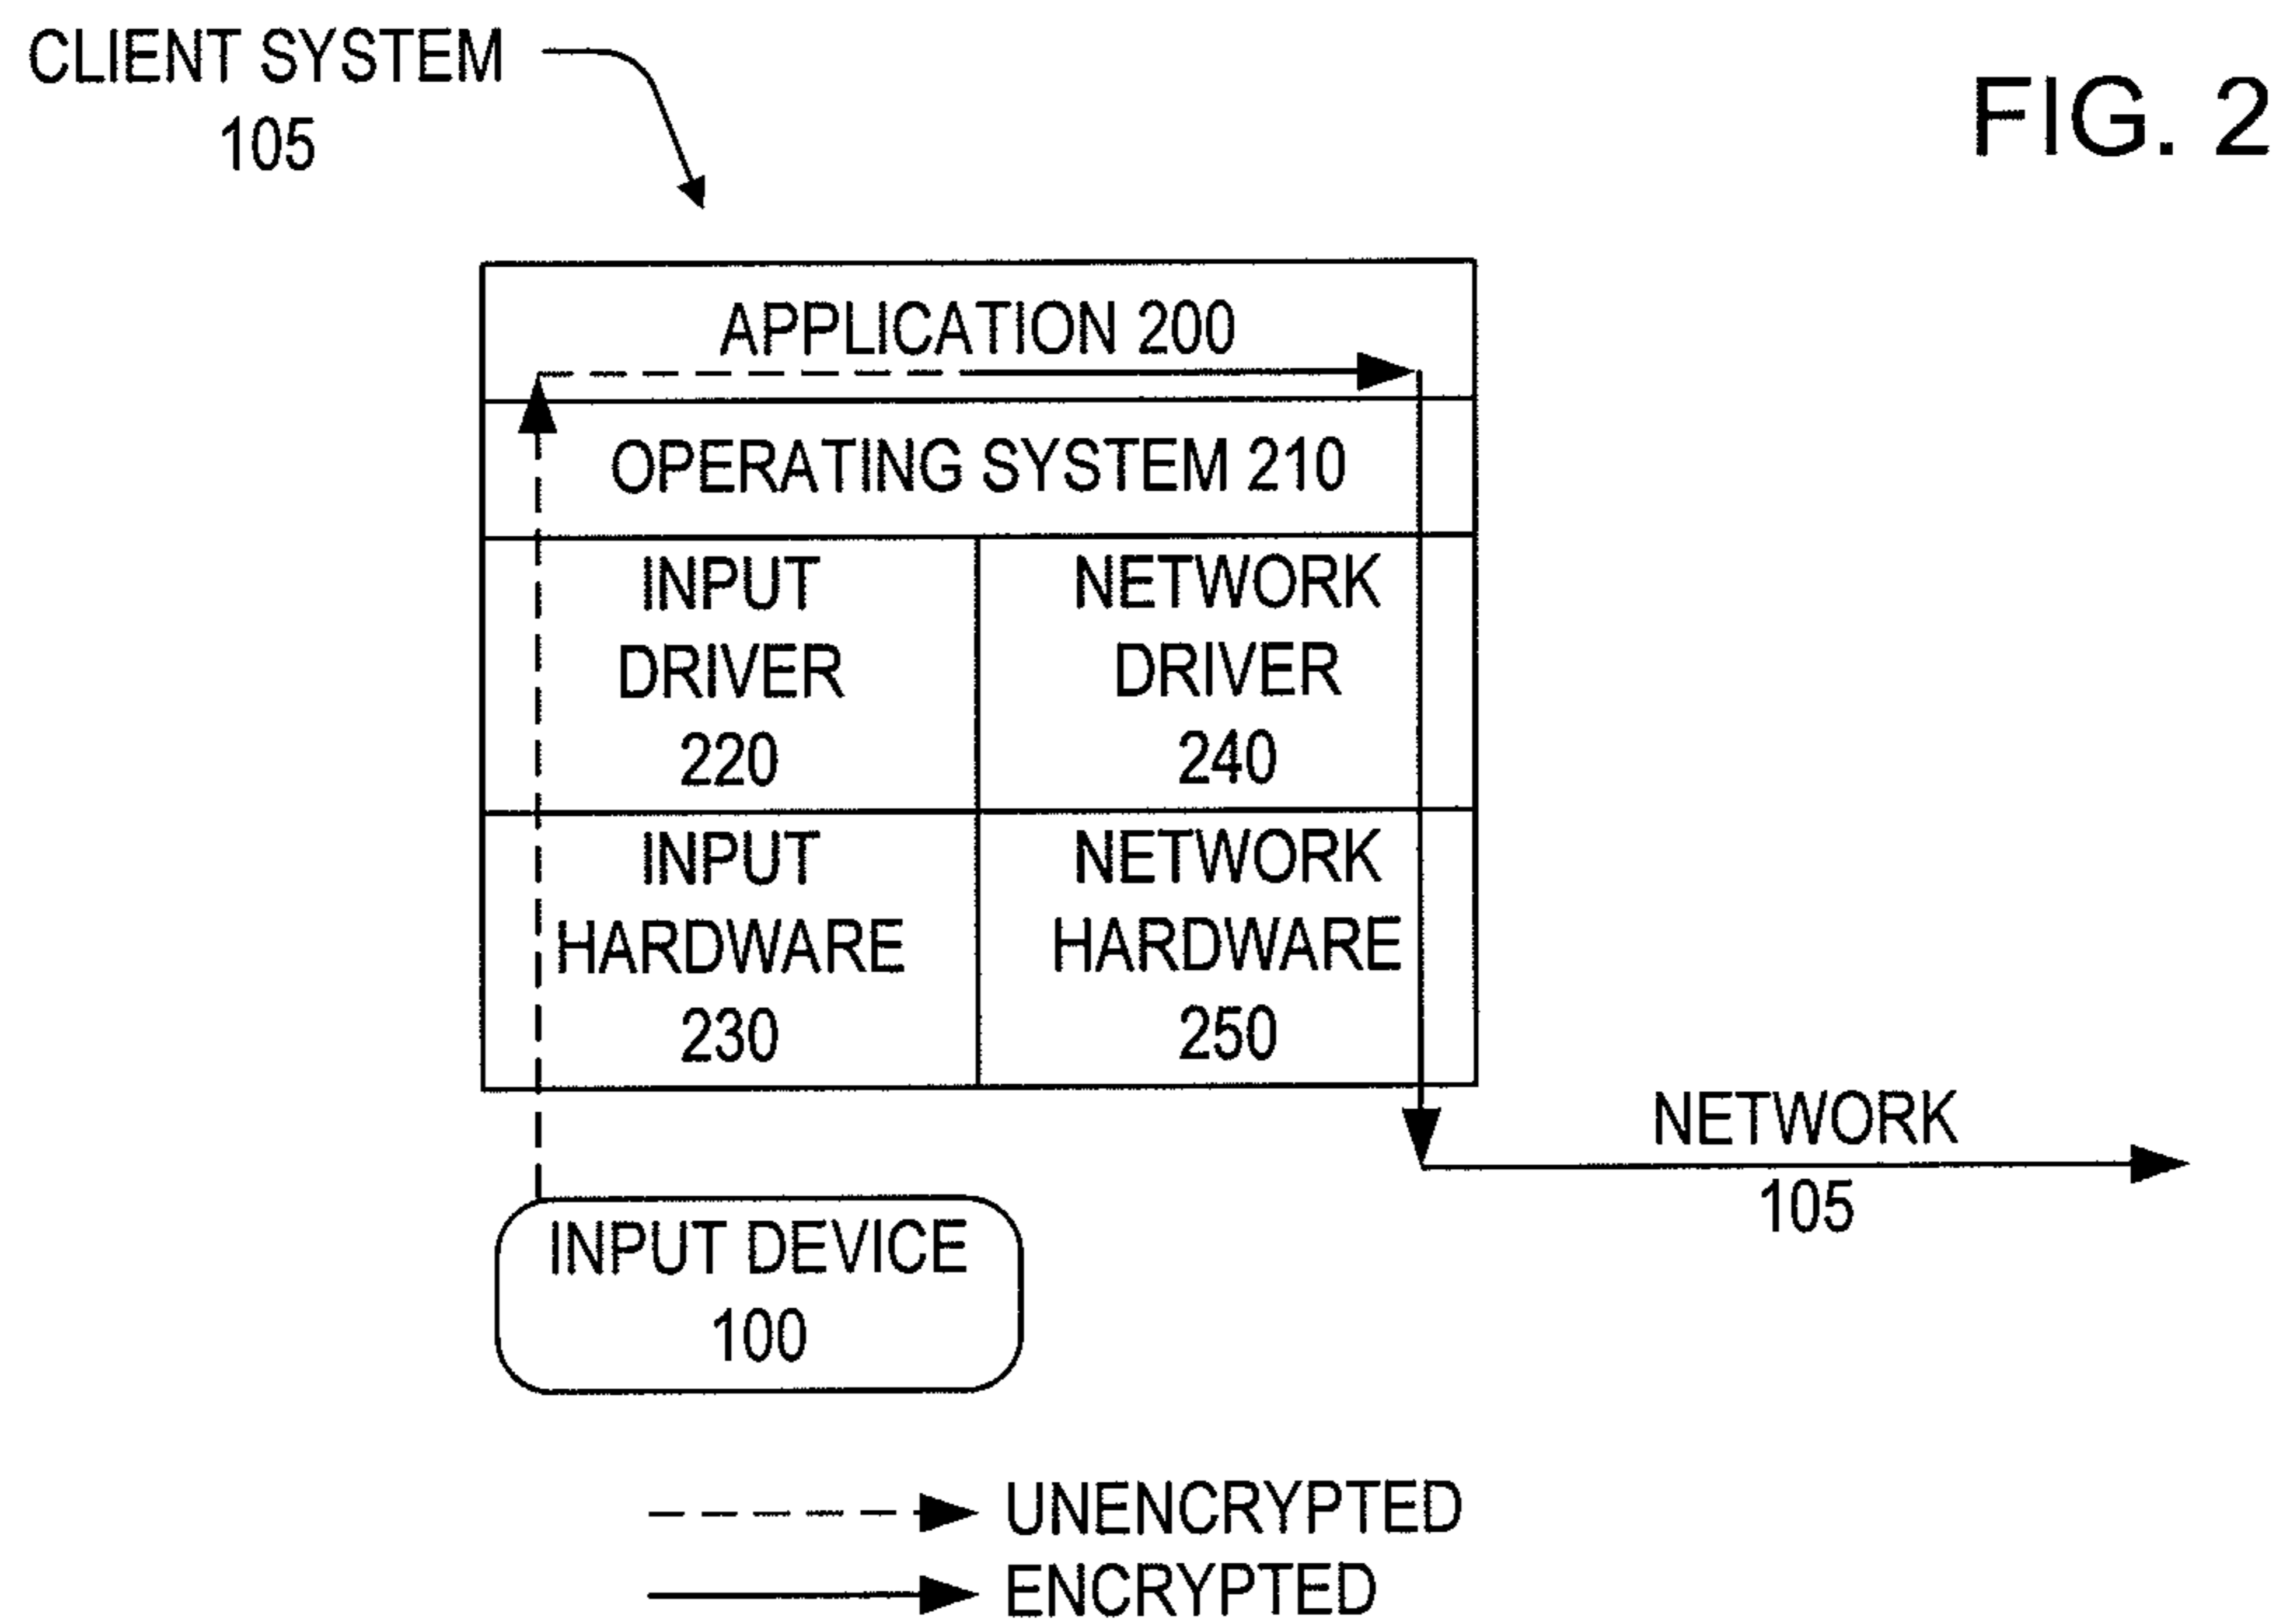 CLIENT SYSTEM
105
FIG. 2
APPLICATION 200
OPERATING SYSTEM 210
INPUT
DRIVER
220
NETWORK
DRIVER
240
INPUT
HARDWARE
230
NETWORK
HARDWARE
250
NETWORK
105
INPUT DEVICE
100
UNENCRYPTED
ENCRYPTED